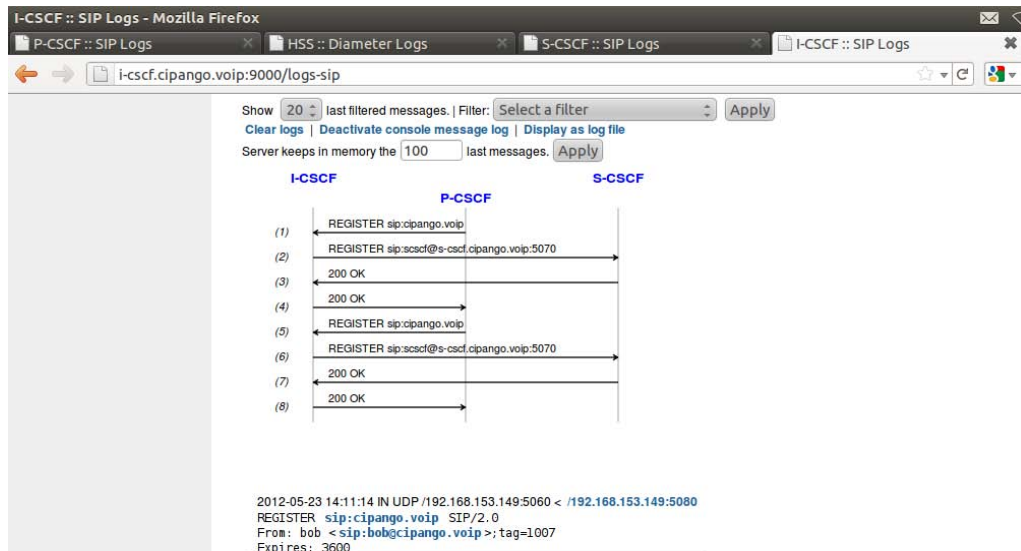 I-CSCF :: SIP Logs - Mozilla Firefox
P-CSCF :: SIP Logs HSS :: Diameter Logs S-CSCF :: SIP Logs I-CSCF :: SIP Logs
i-cscf.cipango.voip:9000/logs-sip
Show 20 last filtered messages. | Filter: Select a filter Apply
Clear logs | Deactivate console message log | Display as log file
Server keeps in memory the 100 last messages. Apply
I-CSCF S-CSCF
P-CSCF
(1) REGISTER sip:cipango.voip
(2) REGISTER sip:scscf@s-cscf.cipango.voip:5070
(3) 200 OK
(4) 200 OK
(5) REGISTER sip:cipango.voip
(6) REGISTER sip:scscf@s-cscf.cipango.voip:5070
(7) 200 OK
(8) 200 OK
2012-05-23 14:11:14 IN UDP /192.168.153.149:5060 < /192.168.153.149:5080
REGISTER sip:cipango.voip SIP/2.0
From: bob <sip:bob@cipango.voip>;tag=1007
Expires: 3600